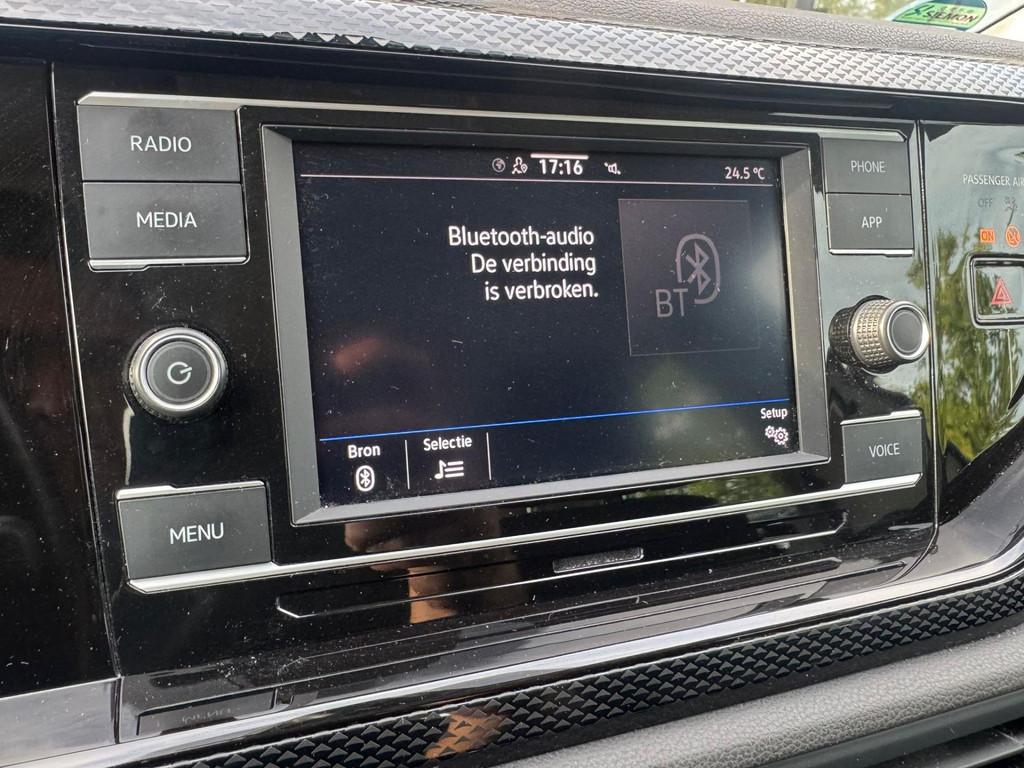 SIEMON
RADIO
MEDIA
MENU
17:16
24.5 °C
Bluetooth-audio
De verbinding
is verbroken.
BT
Bron
Selectie
Setup
PHONE
APP
VOICE
PASSENGER AIR
OFF
ON